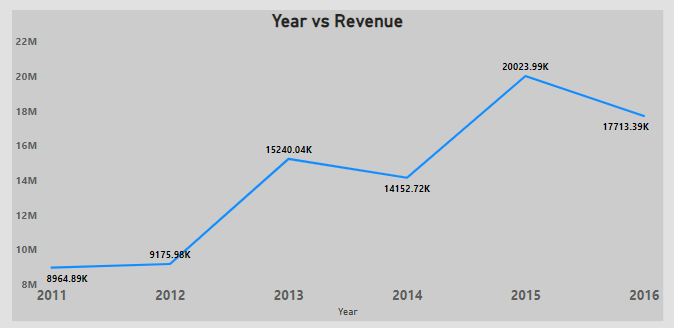 Year vs Revenue
22M
20M
18M
16M
14M
12M
10M
8M
8964.89K
9175.98K
15240.04K
14152.72K
20023.99K
17713.39K
2011 2012 2013 2014 2015 2016
Year